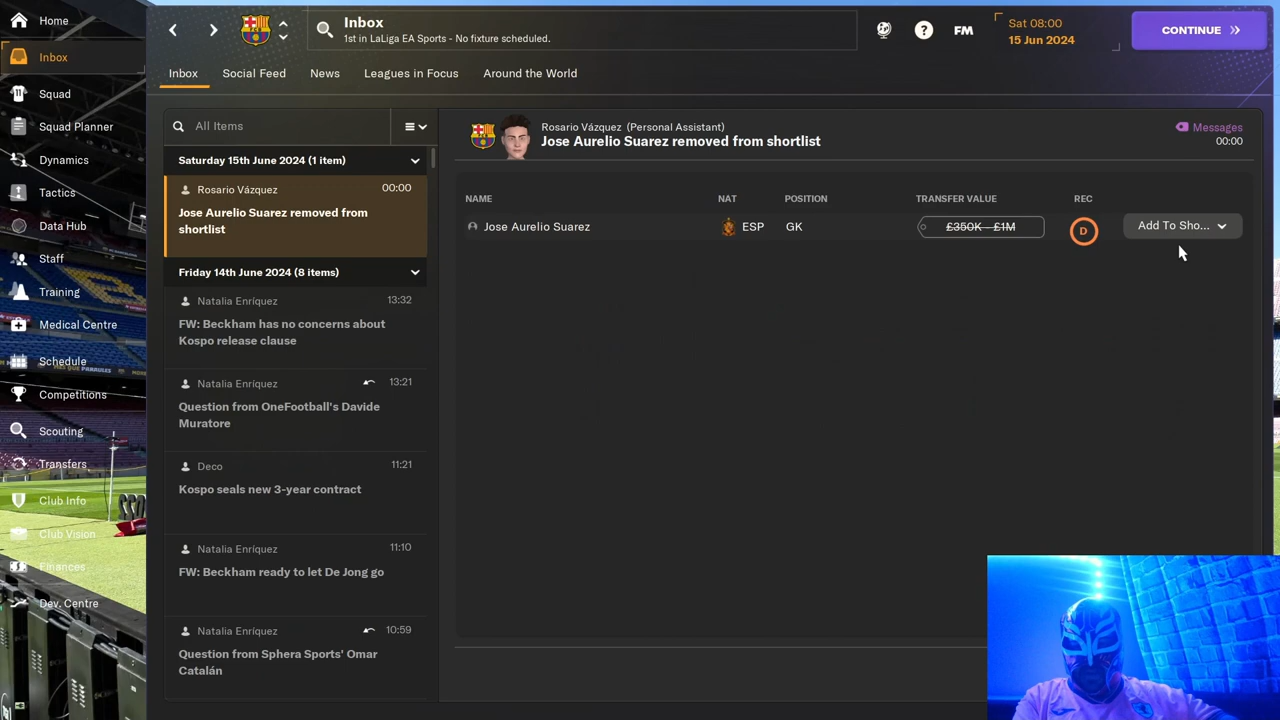 Home
Inbox
Squad
Squad Planner
Dynamics
Tactics
Data Hub
Staff
Training
Medical Centre
Schedule
Competitions
Scouting
Transfers
Club Info
Club Vision
Finances
Dev. Centre
Inbox
1st in LaLiga EA Sports - No fixture scheduled.
?
FM
Sat 08:00
15 Jun 2024
CONTINUE
Inbox
Social Feed
News
Leagues in Focus
Around the World
All Items
Saturday 15th June 2024 (1 item)
Rosario Vázquez 00:00
Jose Aurelio Suarez removed from
shortlist
Friday 14th June 2024 (8 items)
Natalia Enríquez 13:32
FW: Beckham has no concerns about
Kospo release clause
Natalia Enríquez 13:21
Question from OneFootball's Davide
Muratore
Deco 11:21
Kospo seals new 3-year contract
Natalia Enríquez 11:10
FW: Beckham ready to let De Jong go
Natalia Enríquez 10:59
Question from Sphera Sports' Omar
Catalán
Rosario Vázquez (Personal Assistant)
Jose Aurelio Suarez removed from shortlist
Messages
00:00
NAME NAT POSITION TRANSFER VALUE REC
Jose Aurelio Suarez ESP GK £350K - £1M D Add To Sho...